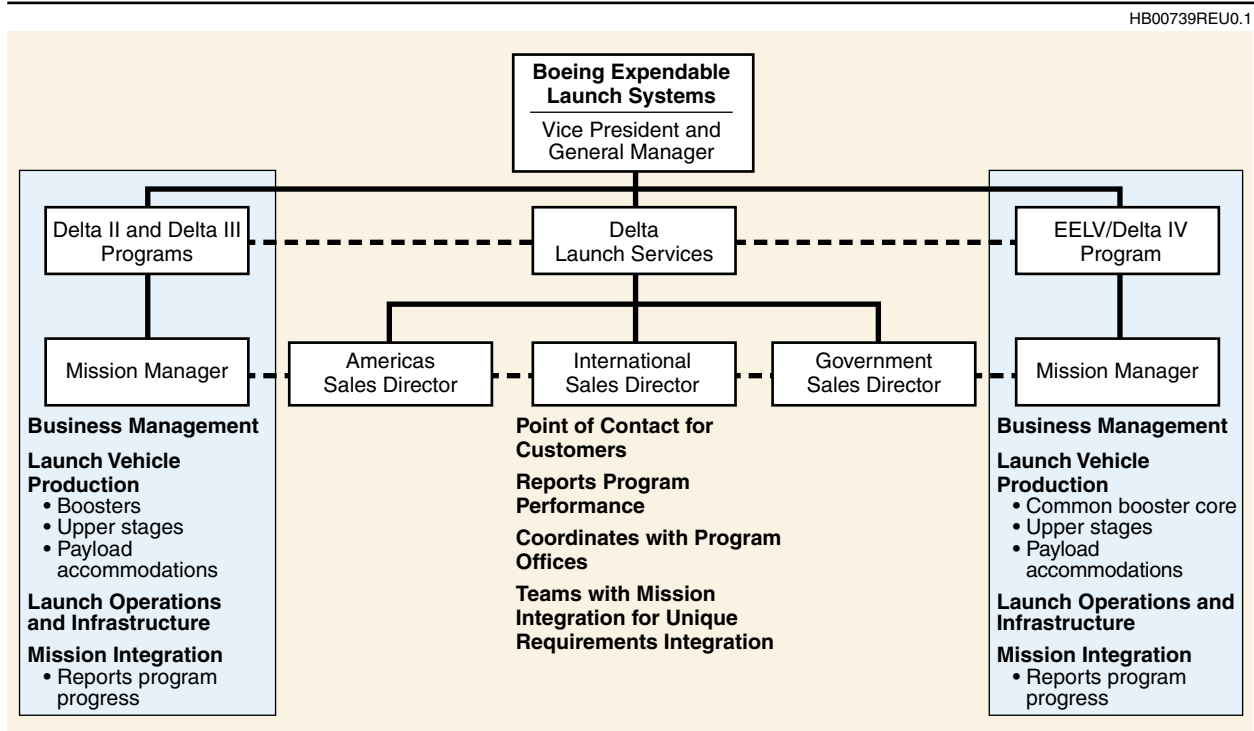 HB00739REU0.1
Boeing Expendable
Launch Systems
Vice President and
General Manager
Delta II and Delta III
Programs
Delta
Launch Services
EELV/Delta IV
Program
Mission Manager
Americas
Sales Director
International
Sales Director
Government
Sales Director
Mission Manager
Business Management
Launch Vehicle
Production
• Boosters
• Upper stages
• Payload
accommodations
Launch Operations
and Infrastructure
Mission Integration
• Reports program
progress
Point of Contact for
Customers
Reports Program
Performance
Coordinates with Program
Offices
Teams with Mission
Integration for Unique
Requirements Integration
Business Management
Launch Vehicle
Production
• Common booster core
• Upper stages
• Payload
accommodations
Launch Operations and
Infrastructure
Mission Integration
• Reports program
progress